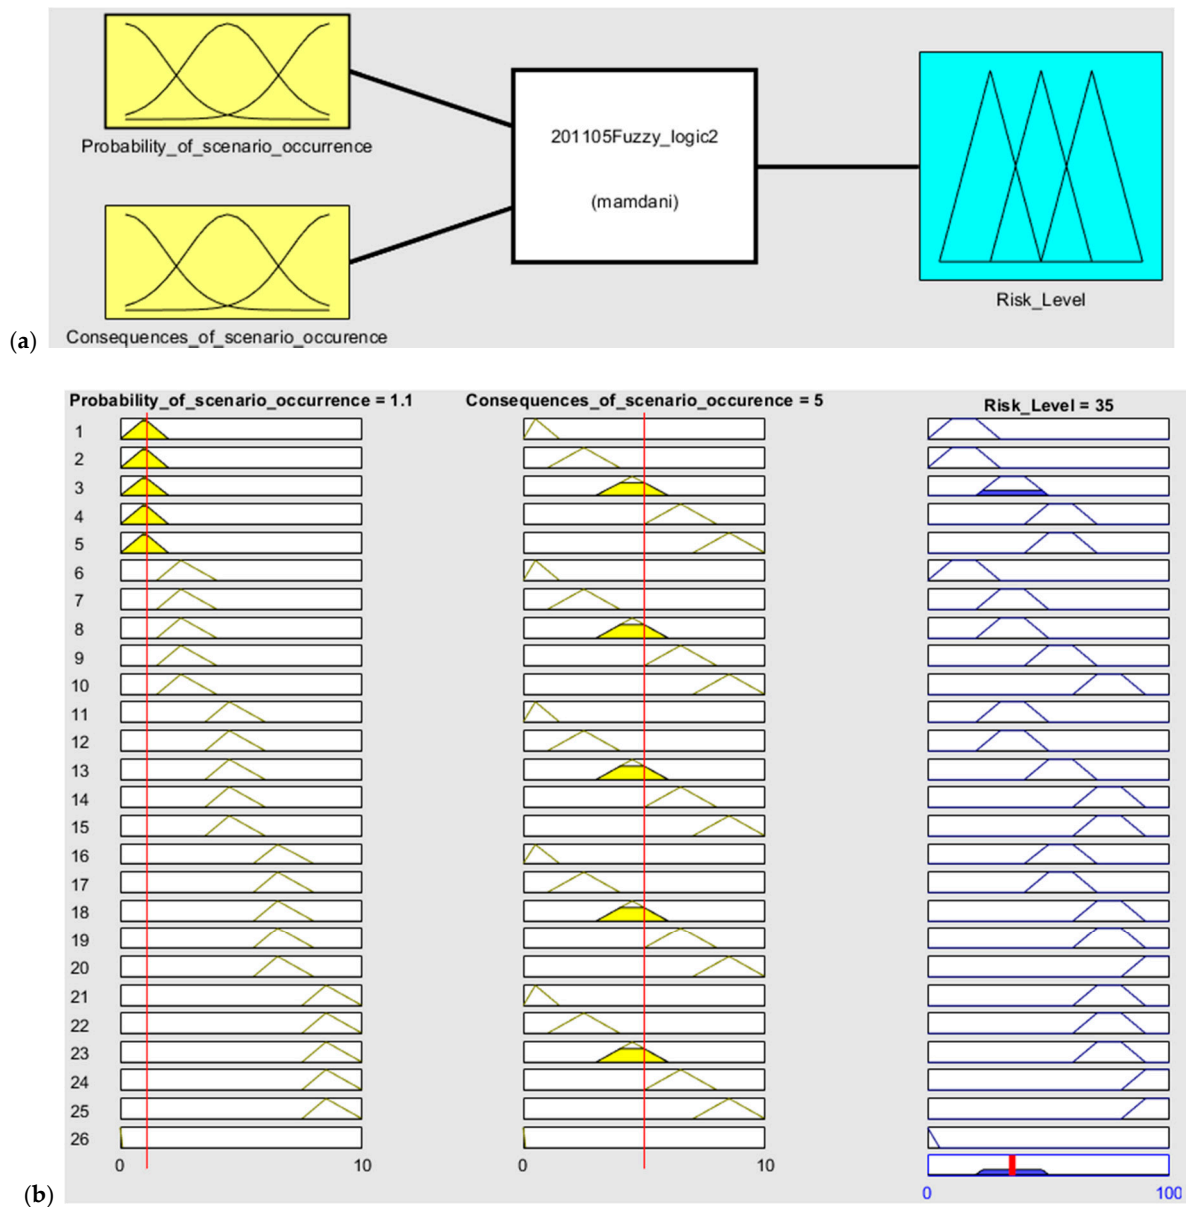 Probability_of_scenario_occurrence
201105Fuzzy_logic2
(mamdani)
Consequences_of_scenario_occurence
Risk_Level
(a)
Probability_of_scenario_occurrence = 1.1
Consequences_of_scenario_occurence = 5
Risk_Level = 35
1
2
3
4
5
6
7
8
9
10
11
12
13
14
15
16
17
18
19
20
21
22
23
24
25
26
0 10
0 10
0 100
(b)